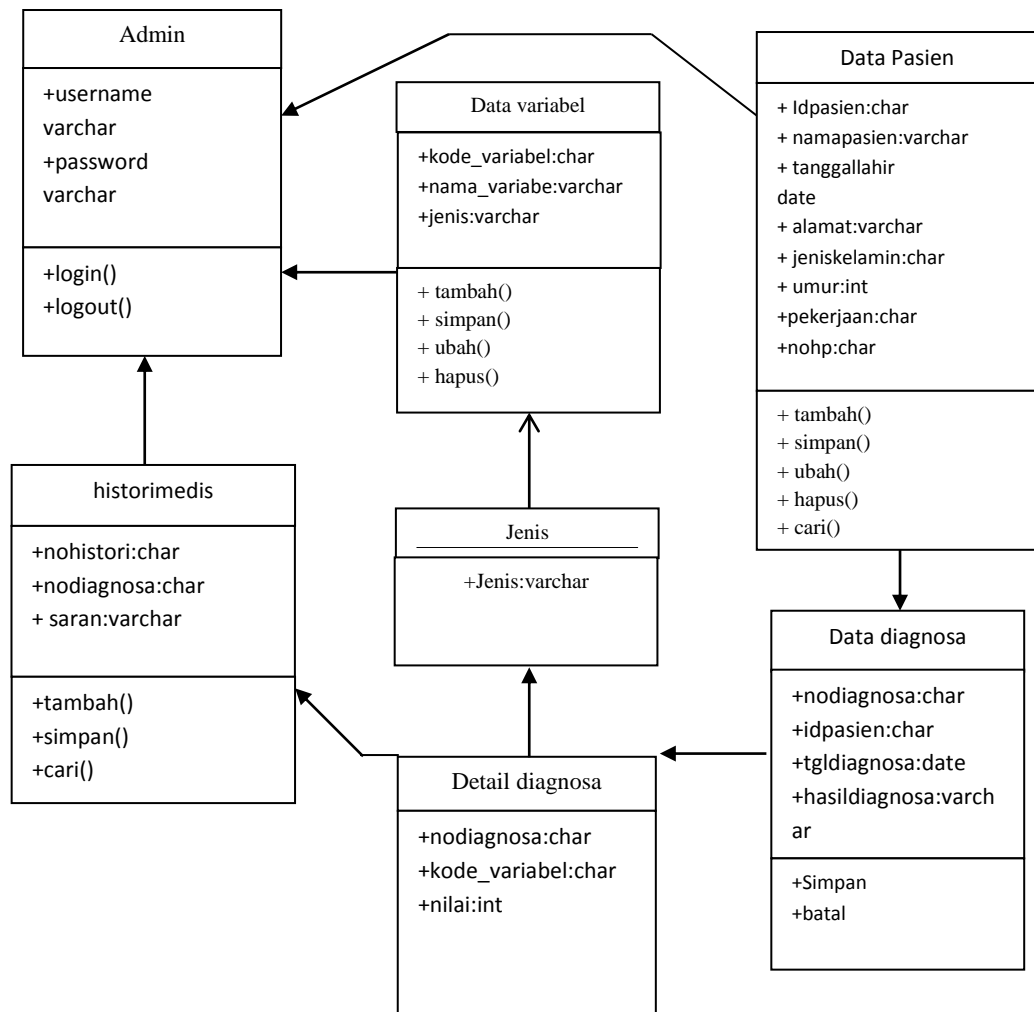 Admin
+username
varchar
+password
varchar
+login()
+logout()
Data variabel
+kode_variabel:char
+nama_variabe:varchar
+jenis:varchar
+ tambah()
+ simpan()
+ ubah()
+ hapus()
Data Pasien
+ Idpasien:char
+ namapasien:varchar
+ tanggallahir
date
+ alamat:varchar
+ jeniskelamin:char
+ umur:int
+pekerjaan:char
+nohp:char
+ tambah()
+ simpan()
+ ubah()
+ hapus()
+ cari()
historimedis
+nohistori:char
+nodiagnosa:char
+ saran:varchar
+tambah()
+simpan()
+cari()
Jenis
+Jenis:varchar
Detail diagnosa
+nodiagnosa:char
+kode_variabel:char
+nilai:int
Data diagnosa
+nodiagnosa:char
+idpasien:char
+tgldiagnosa:date
+hasildiagnosa:varch
ar
+Simpan
+batal